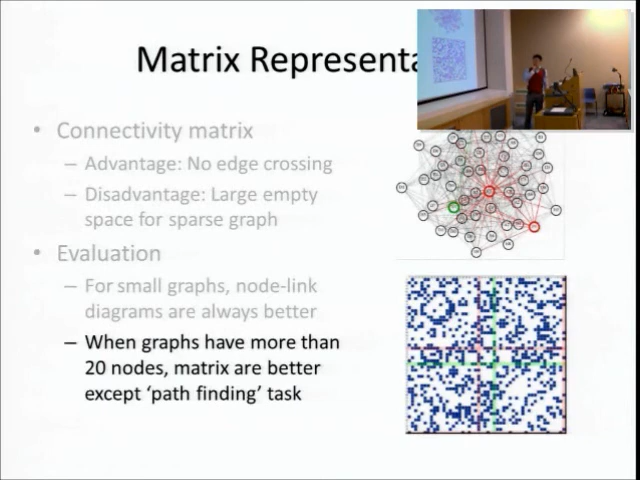 Matrix Representa
• Connectivity matrix
– Advantage: No edge crossing
– Disadvantage: Large empty
space for sparse graph
• Evaluation
– For small graphs, node-link
diagrams are always better
– When graphs have more than
20 nodes, matrix are better
except ‘path finding’ task